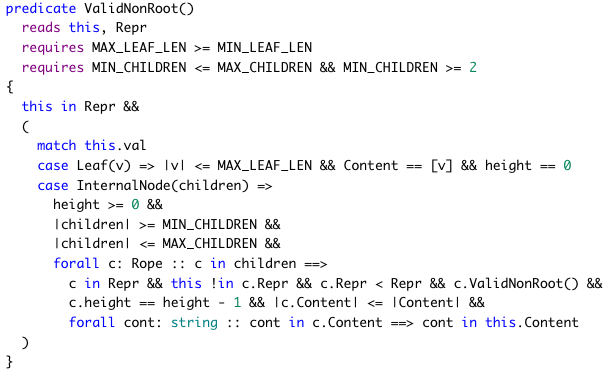 predicate ValidNonRoot()
  reads this, Repr
  requires MAX_LEAF_LEN >= MIN_LEAF_LEN
  requires MIN_CHILDREN <= MAX_CHILDREN && MIN_CHILDREN >= 2
{
  this in Repr &&
  (
    match this.val
    case Leaf(v) => |v| <= MAX_LEAF_LEN && Content == [v] && height == 0
    case InternalNode(children) =>
      height >= 0 &&
      |children| >= MIN_CHILDREN &&
      |children| <= MAX_CHILDREN &&
      forall c: Rope :: c in children ==>
        c in Repr && this !in c.Repr && c.Repr < Repr && c.ValidNonRoot() &&
        c.height == height - 1 && |c.Content| <= |Content| &&
        forall cont: string :: cont in c.Content ==> cont in this.Content
  )
}